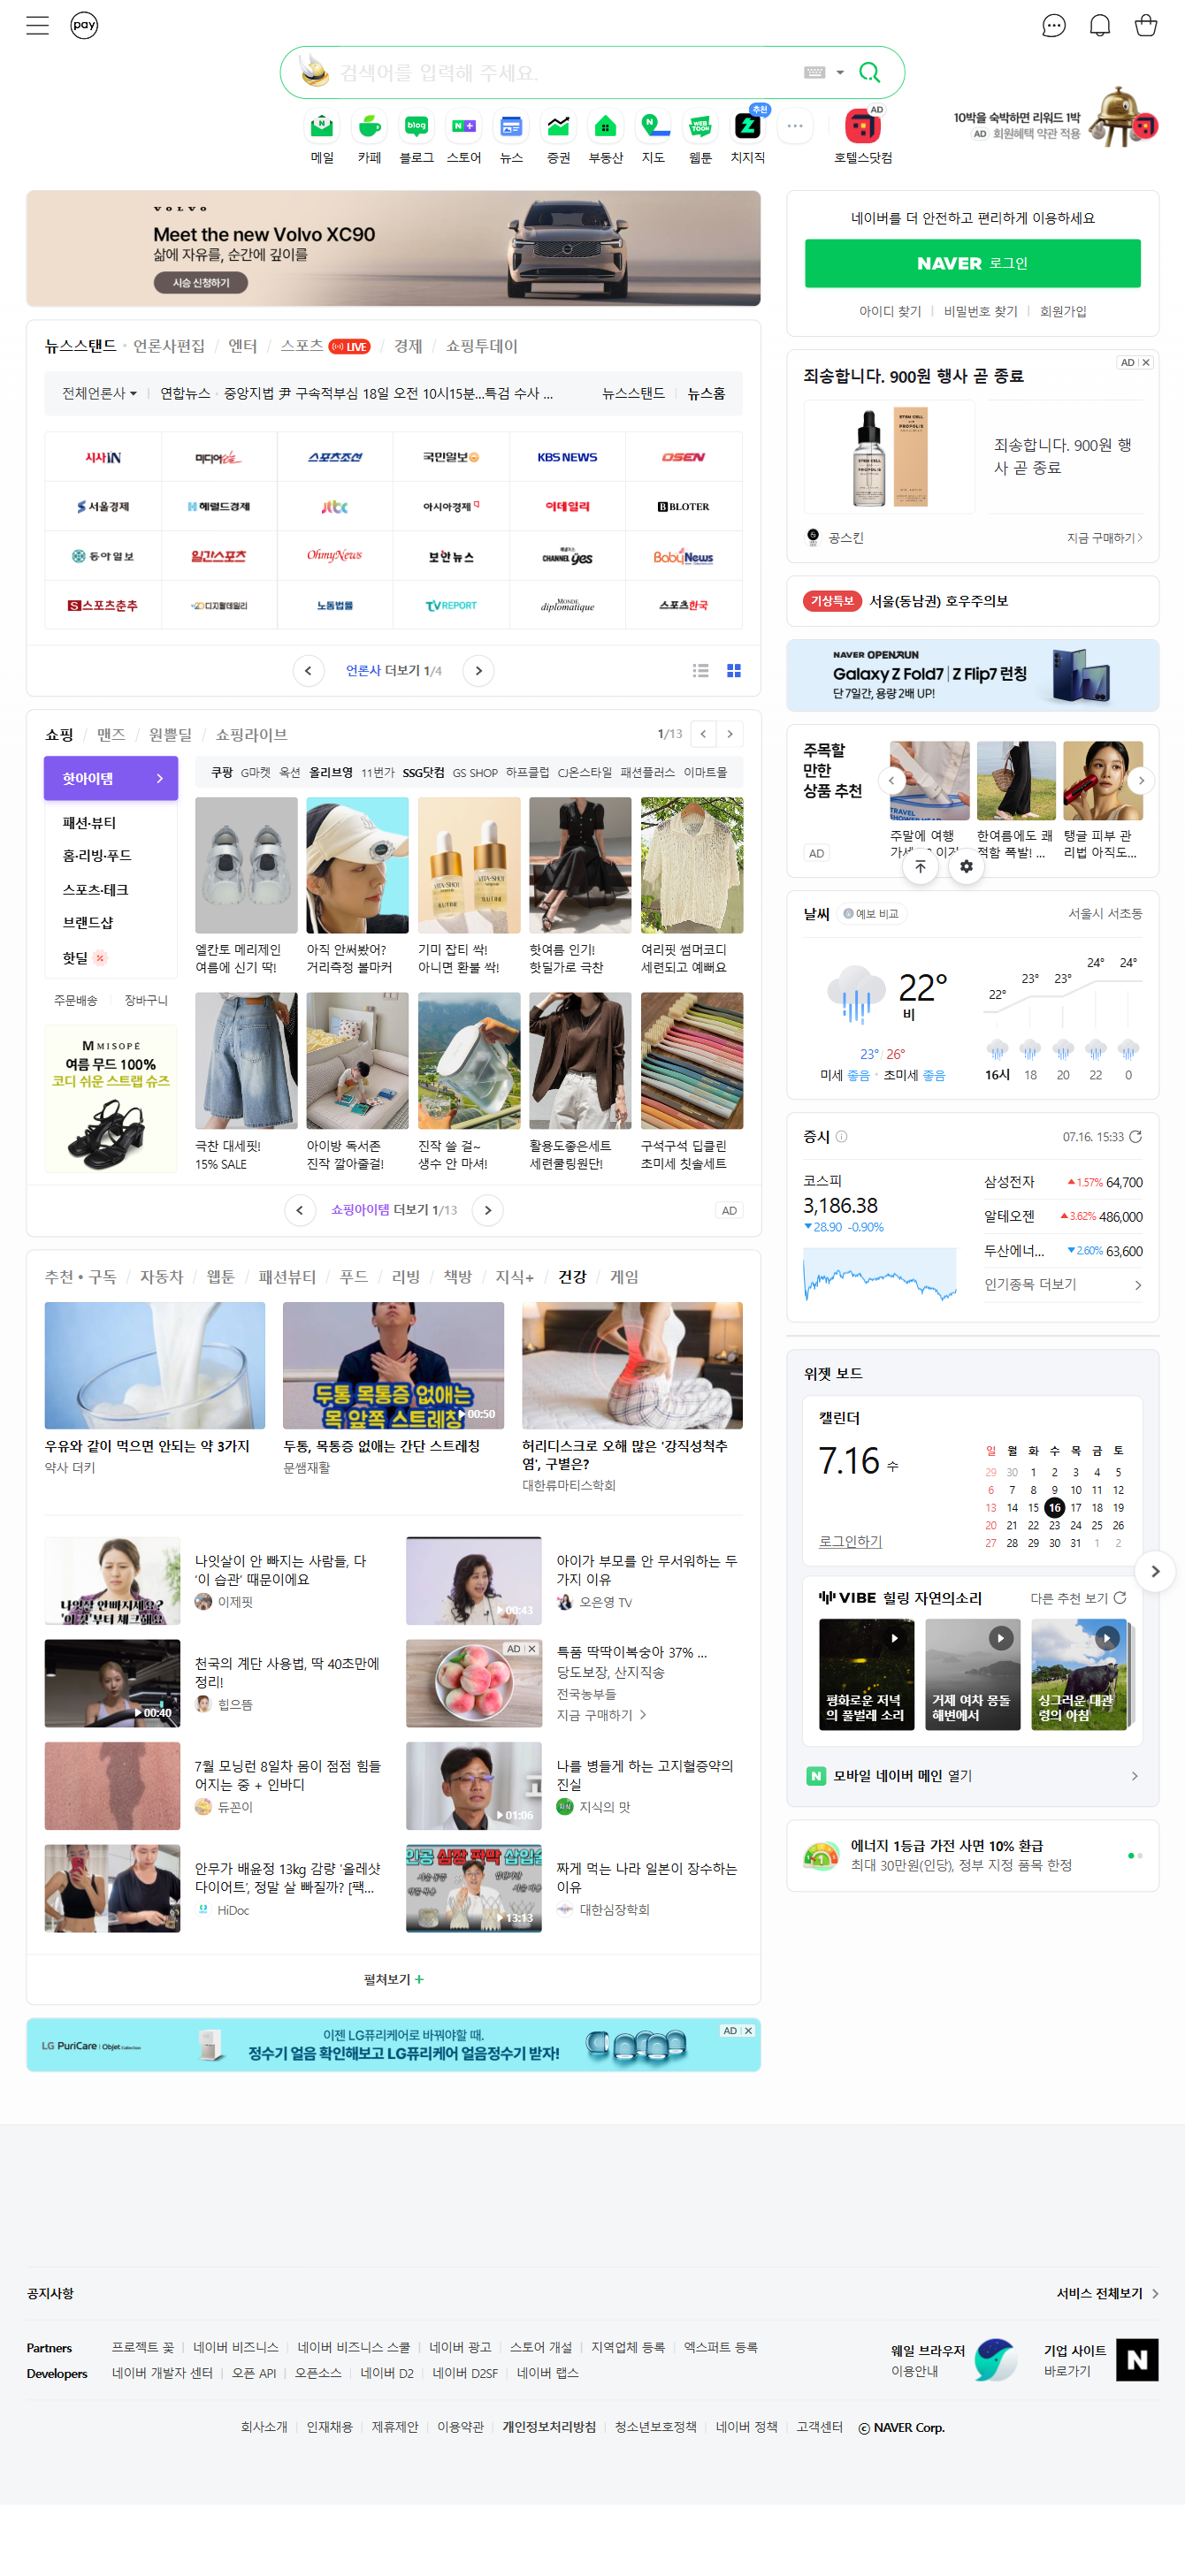 pay
검색어를 입력해 주세요.
메일
카페
블로그
스토어
뉴스
증권
부동산
지도
웹툰
치지직
추천
AD
호텔스닷컴
10박을 숙박하면 리워드 1박
AD 회원혜택 약관 적용
VOLVO
Meet the new Volvo XC90
삶에 자유를, 순간에 깊이를
시승 신청하기
네이버를 더 안전하고 편리하게 이용하세요
NAVER 로그인
아이디 찾기 | 비밀번호 찾기 | 회원가입
뉴스스탠드 · 언론사편집 / 엔터 / 스포츠 LIVE / 경제 / 쇼핑투데이
전체언론사 | 연합뉴스 · 중앙지법 尹 구속적부심 18일 오전 10시15분...특검 수사 ...
뉴스스탠드 | 뉴스홈
시사IN 미디어오늘 스포츠조선 국민일보 KBS NEWS OSEN
서울경제 헤럴드경제 jtbc 아시아경제 이데일리 BLOTER
동아일보 일간스포츠 OhmyNews 보안뉴스 CHANNEL yes BabyNews
스포츠춘추 디지털데일리 노동법률 TVREPORT LE MONDE diplomatique 스포츠한국
언론사 더보기 1/4
AD | X
죄송합니다. 900원 행사 곧 종료
STEM CELL
PROPOLIS
죄송합니다. 900원 행
사 곧 종료
공스킨
지금 구매하기
기상특보 서울(동남권) 호우주의보
NAVER OPENRUN
Galaxy Z Fold7 | Z Flip7 런칭
단 7일간, 용량 2배 UP!
쇼핑 / 맨즈 / 원쁠딜 / 쇼핑라이브
1/13
핫아이템
패션·뷰티
홈·리빙·푸드
스포츠·테크
브랜드샵
핫딜
주문배송 | 장바구니
MISOPÉ
여름 무드 100%
코디 쉬운 스트랩 슈즈
쿠팡 G마켓 옥션 올리브영 11번가 SSG닷컴 GS SHOP 하프클럽 CJ온스타일 패션플러스 이마트몰
VITA-SHOT
엘칸토 메리제인
여름에 신기 딱!
아직 안써봤어?
거리측정 볼마커
기미 잡티 싹!
아니면 환불 싹!
핫여름 인기!
핫딜가로 극찬
여리핏 썸머코디
세련되고 예뻐요
극찬 대세핏!
15% SALE
아이방 독서존
진작 깔아줄걸!
진작 쓸 걸~
생수 안 마셔!
활용도좋은세트
세련쿨링원단!
구석구석 딥클린
초미세 칫솔세트
쇼핑아이템 더보기 1/13
AD
주목할
만한
상품 추천
AD
주말에 여행
한여름에도 쾌
적함 폭발! ...
탱글 피부 관
리법 아직도...
날씨 예보 비교
서울시 서초동
22°
비
23° 26°
미세 좋음 · 초미세 좋음
22° 23° 23° 24° 24°
16시 18 20 22 0
증시
07.16. 15:33
코스피
3,186.38
▼28.90 -0.90%
삼성전자 ▲1.57% 64,700
알테오젠 ▲3.62% 486,000
두산에너... ▼2.60% 63,600
인기종목 더보기
추천 • 구독 / 자동차 / 웹툰 / 패션뷰티 / 푸드 / 리빙 / 책방 / 지식+ / 건강 / 게임
두통 목통증 없애는
목 앞쪽 스트레칭
00:50
우유와 같이 먹으면 안되는 약 3가지
약사 더키
두통, 목통증 없애는 간단 스트레칭
문쌤재활
허리디스크로 오해 많은 '강직성척추
염', 구별은?
대한류마티스학회
나잇살 안빠지세요?
'이 것'부터 체크해요
나잇살이 안 빠지는 사람들, 다
'이 습관' 때문이에요
이제핏
00:43
아이가 부모를 안 무서워하는 두
가지 이유
오은영 TV
00:40
천국의 계단 사용법, 딱 40초만에
정리!
힙으뜸
AD | X
특품 딱딱이복숭아 37% ...
당도보장, 산지직송
전국농부들
지금 구매하기
7월 모닝런 8일차 몸이 점점 힘들
어지는 중 + 인바디
듀꼰이
01:06
나를 병들게 하는 고지혈증약의
진실
지식의 맛
안무가 배윤정 13kg 감량 '올레샷
다이어트', 정말 살 빠질까? [팩...
HiDoc
인공 심장 판막 삽입술
13:13
짜게 먹는 나라 일본이 장수하는
이유
대한심장학회
펼쳐보기 +
위젯 보드
캘린더
7.16 수
로그인하기
일 월 화 수 목 금 토
29 30 1 2 3 4 5
6 7 8 9 10 11 12
13 14 15 16 17 18 19
20 21 22 23 24 25 26
27 28 29 30 31 1 2
VIBE 힐링 자연의소리
다른 추천 보기
평화로운 저녁
의 풀벌레 소리
거제 여차 몽돌
해변에서
싱그러운 대관
령의 아침
모바일 네이버 메인 열기
에너지 1등급 가전 사면 10% 환급
최대 30만원(인당), 정부 지정 품목 한정
LG PuriCare | Objet Collection
이젠 LG퓨리케어로 바꿔야할 때.
정수기 얼음 확인해보고 LG퓨리케어 얼음정수기 받자!
AD | X
공지사항
서비스 전체보기
Partners 프로젝트 꽃 | 네이버 비즈니스 | 네이버 비즈니스 스쿨 | 네이버 광고 | 스토어 개설 | 지역업체 등록 | 엑스퍼트 등록
Developers 네이버 개발자 센터 | 오픈 API | 오픈소스 | 네이버 D2 | 네이버 D2SF | 네이버 랩스
웨일 브라우저
이용안내
기업 사이트
바로가기
회사소개 | 인재채용 | 제휴제안 | 이용약관 | 개인정보처리방침 | 청소년보호정책 | 네이버 정책 | 고객센터 ⓒ NAVER Corp.